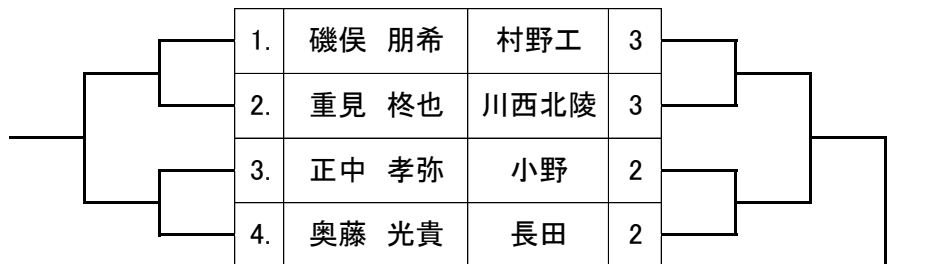 1. 磯俣 朋希 村野工 3
2. 重見 柊也 川西北陵 3
3. 正中 孝弥 小野 2
4. 奥藤 光貴 長田 2